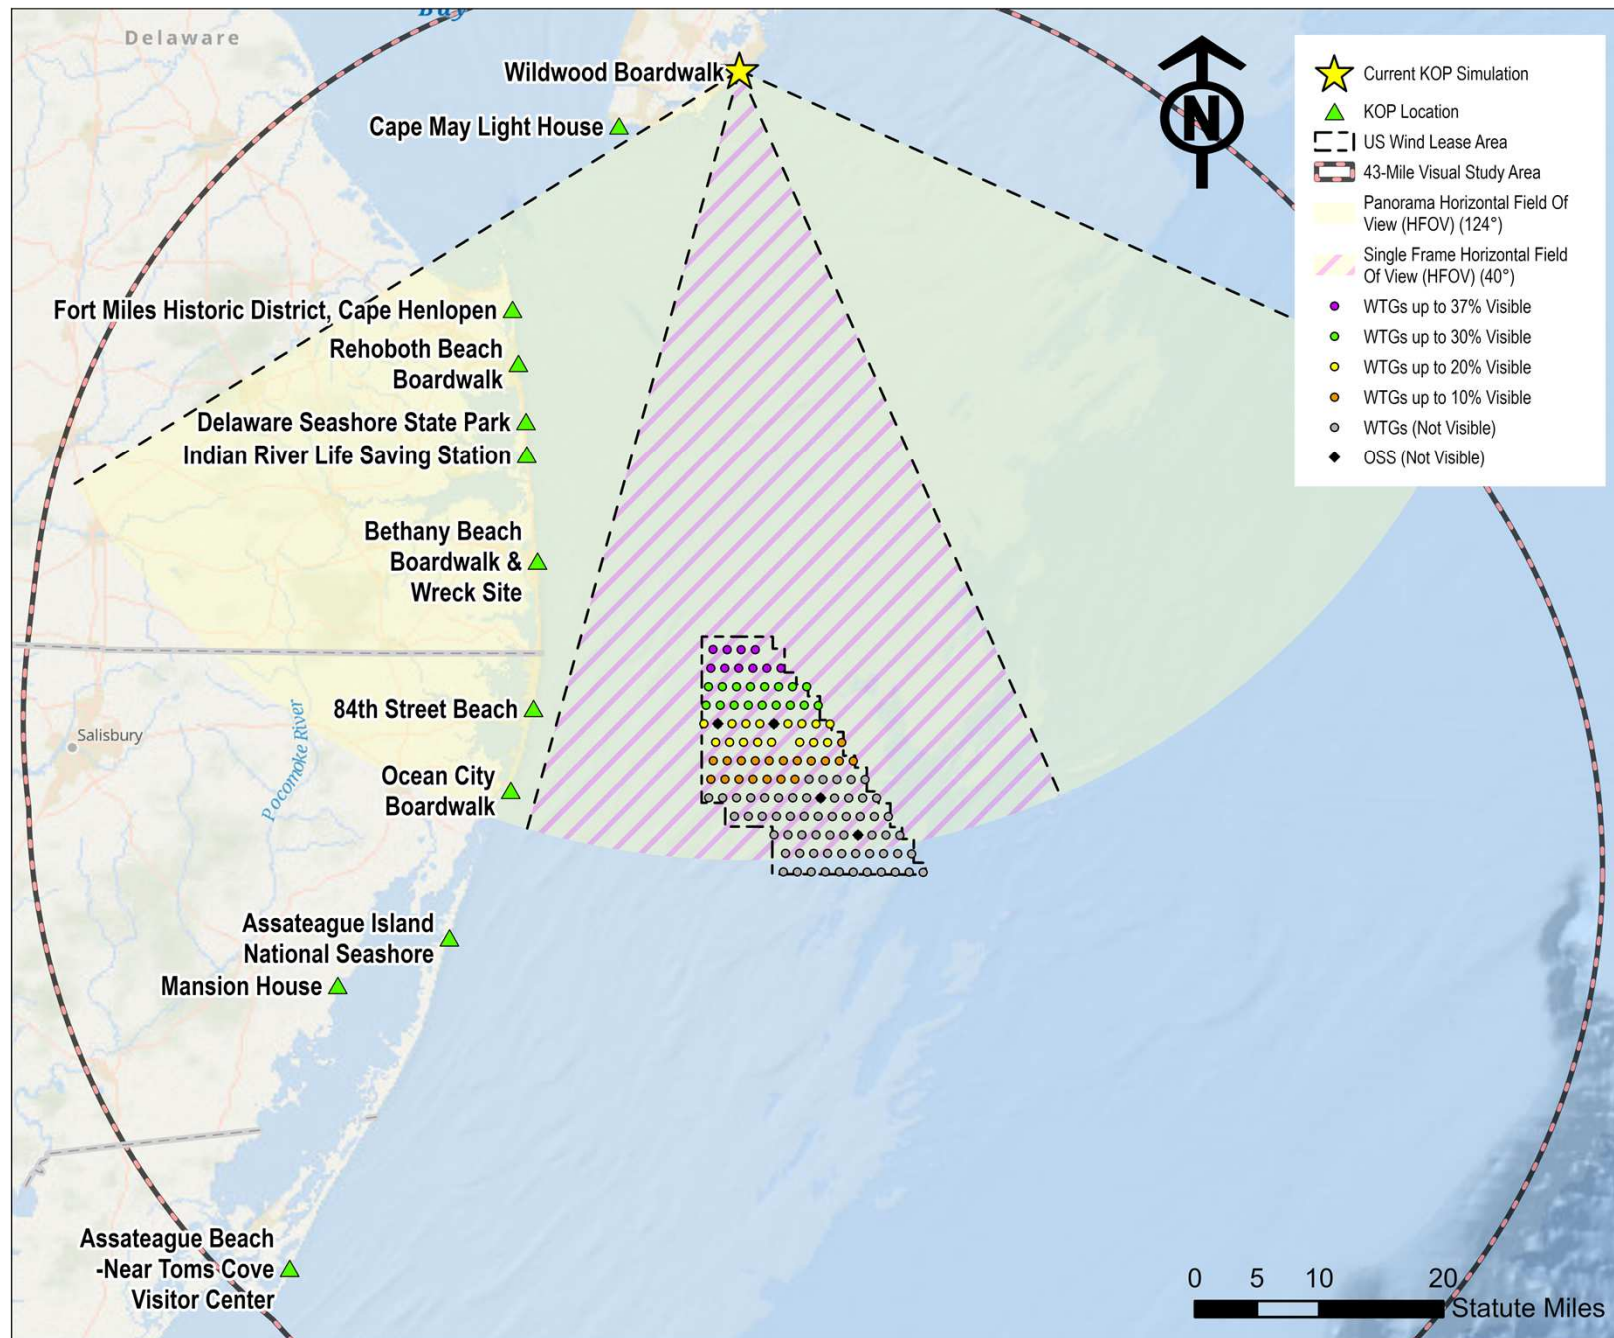 Bay
Delaware
Wildwood Boardwalk
Cape May Light House
N
Current KOP Simulation
KOP Location
US Wind Lease Area
43-Mile Visual Study Area
Panorama Horizontal Field Of
View (HFOV) (124°)
Single Frame Horizontal Field
Of View (HFOV) (40°)
WTGs up to 37% Visible
WTGs up to 30% Visible
WTGs up to 20% Visible
WTGs up to 10% Visible
WTGs (Not Visible)
OSS (Not Visible)
Fort Miles Historic District, Cape Henlopen
Rehoboth Beach
Boardwalk
Delaware Seashore State Park
Indian River Life Saving Station
Bethany Beach
Boardwalk &
Wreck Site
84th Street Beach
Salisbury
Pocomoke River
Ocean City
Boardwalk
Assateague Island
National Seashore
Mansion House
Assateague Beach
-Near Toms Cove
Visitor Center
0 5 10 20
Statute Miles